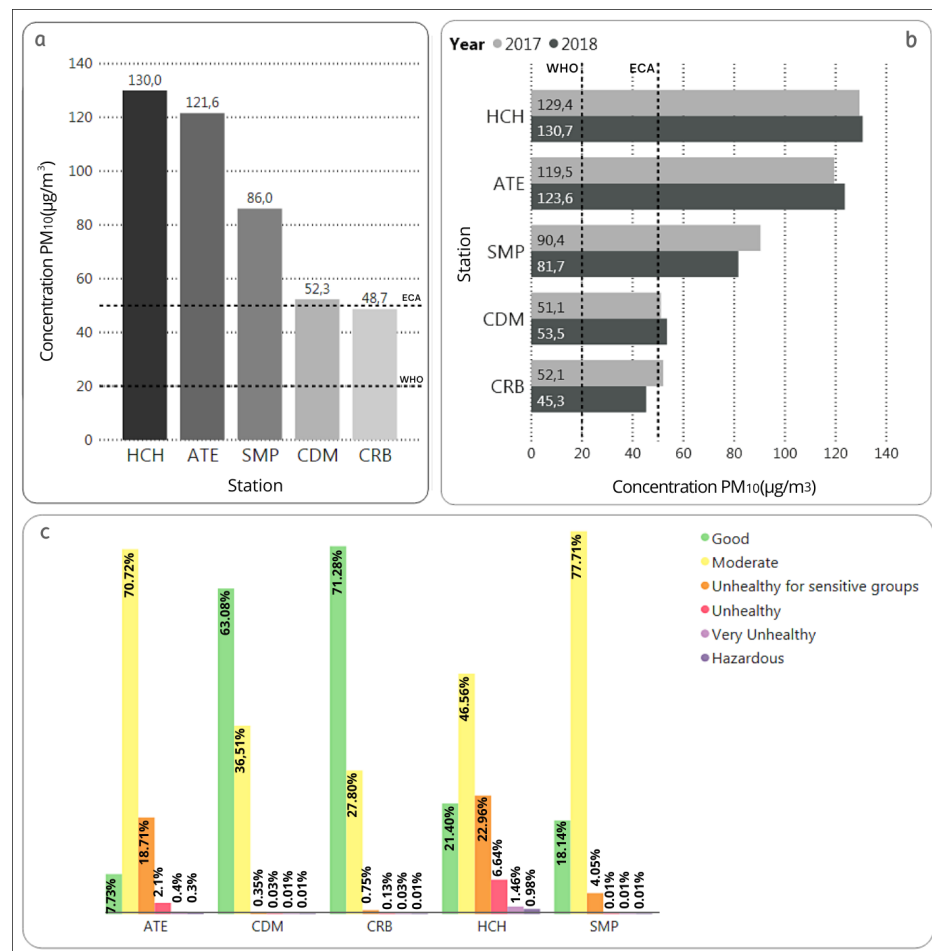 a
Concentration PM10(µg/m³)
140
120
100
80
60
40
20
0
130,0
121,6
86,0
52,3
48,7
ECA
WHO
HCH ATE SMP CDM CRB
Station
b
Year 2017 2018
WHO ECA
Station
HCH
129,4
130,7
ATE
119,5
123,6
SMP
90,4
81,7
CDM
51,1
53,5
CRB
52,1
45,3
0 20 40 60 80 100 120 140
Concentration PM10(µg/m3)
c
Good
Moderate
Unhealthy for sensitive groups
Unhealthy
Very Unhealthy
Hazardous
7.73% 70.72% 18.71% 2.1% 0.4% 0.3%
63.08% 36,51% 0.35% 0.03% 0.01% 0.01%
71.28% 27.80% 0.75% 0.13% 0.03% 0.01%
21.40% 46.56% 22.96% 6.64% 1.46% 0.98%
18.14% 77.71% 4.05% 0.01% 0.01% 0.01%
ATE CDM CRB HCH SMP